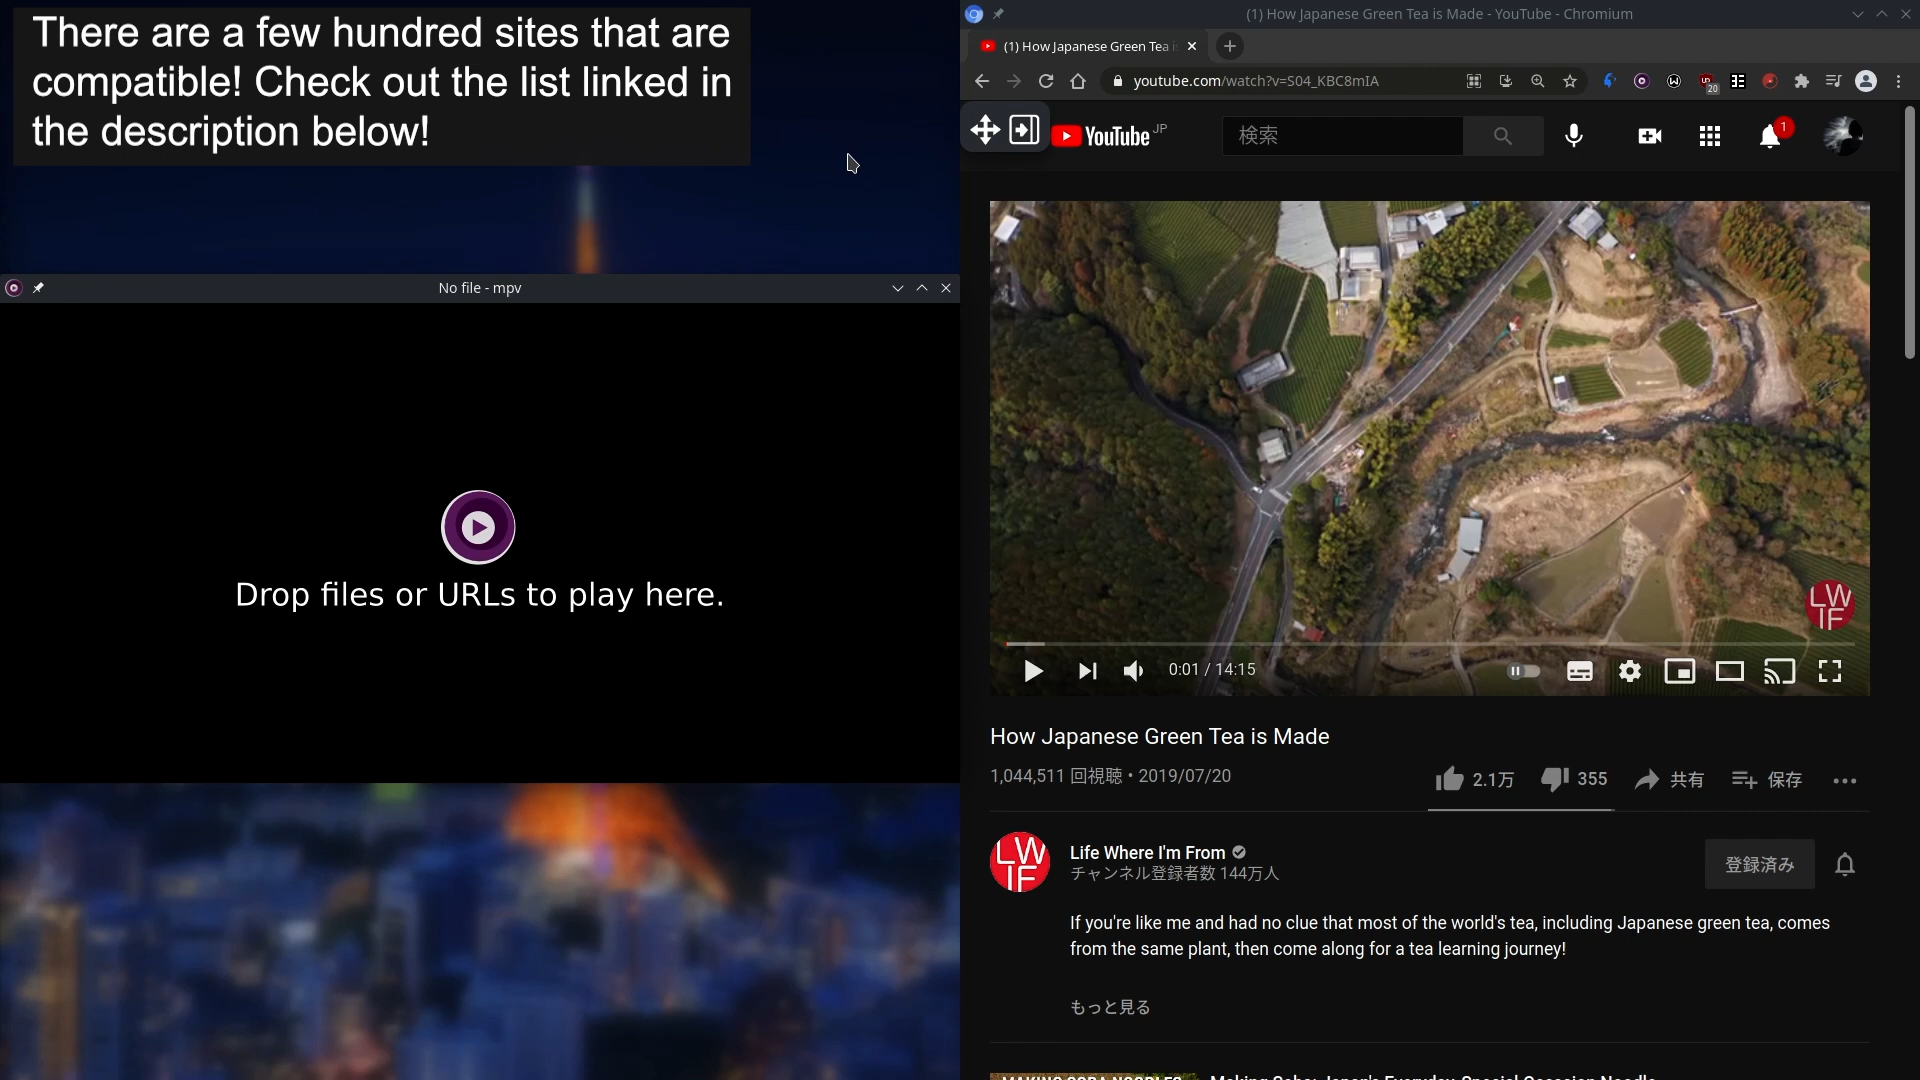 There are a few hundred sites that are
compatible! Check out the list linked in
the description below!
No file - mpv
Drop files or URLs to play here.
(1) How Japanese Green Tea is Made - YouTube - Chromium
(1) How Japanese Green Tea i
youtube.com/watch?v=S04_KBC8mIA
20
YouTube JP
検索
1
LW
IF
0:01 / 14:15
How Japanese Green Tea is Made
1,044,511 回視聴 • 2019/07/20
2.1万
355
共有
保存
LW
IF
Life Where I'm From
チャンネル登録者数 144万人
登録済み
If you're like me and had no clue that most of the world's tea, including Japanese green tea, comes
from the same plant, then come along for a tea learning journey!
もっと見る